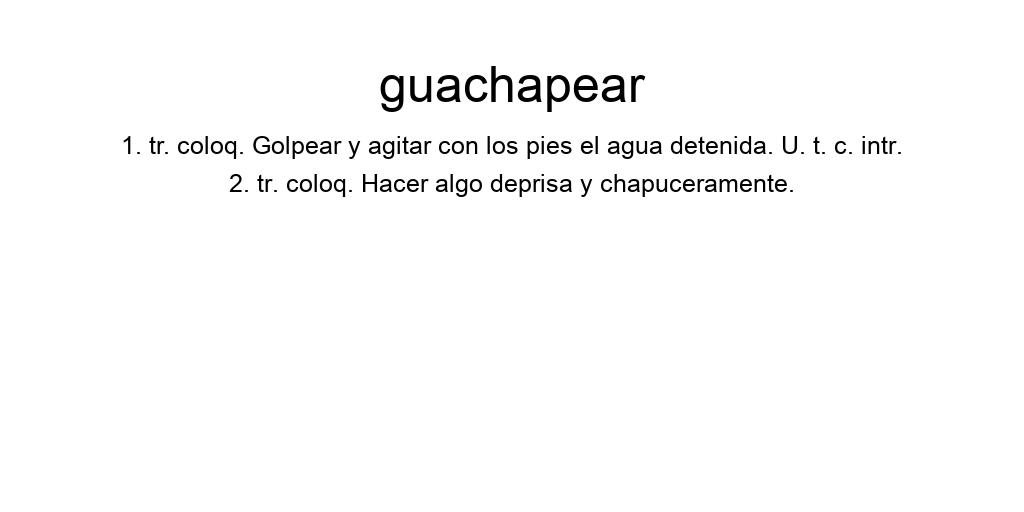 guachapear
1. tr. coloq. Golpear y agitar con los pies el agua detenida. U. t. c. intr.
2. tr. coloq. Hacer algo deprisa y chapuceramente.